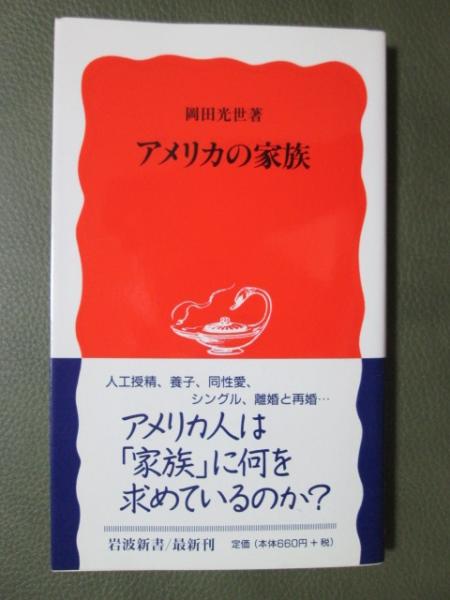 岡田光世著
アメリカの家族
人工授精、養子、同性愛、
シングル、離婚と再婚…
アメリカ人は
「家族」に何を
求めているのか?
岩波新書/最新刊 定価(本体660円+税)